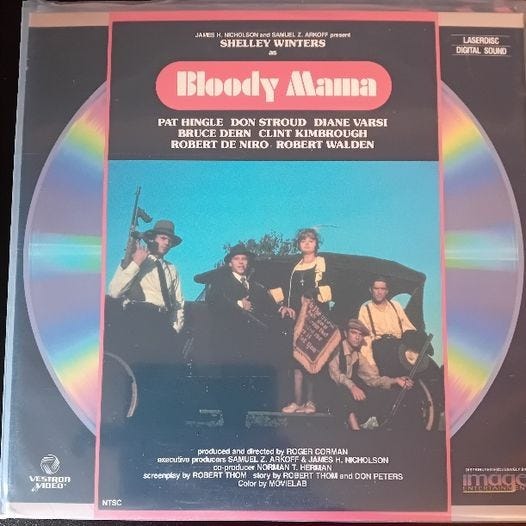 JAMES H. NICHOLSON and SAMUEL Z. ARKOFF present
SHELLEY WINTERS
as
LASERDISC
DIGITAL SOUND
Bloody Mama
PAT HINGLE DON STROUD DIANE VARSI
BRUCE DERN CLINT KIMBROUGH
ROBERT DE NIRO · ROBERT WALDEN
produced and directed by ROGER CORMAN
executive producers SAMUEL Z. ARKOFF & JAMES H. NICHOLSON
co-producer NORMAN T. HERMAN
screenplay by ROBERT THOM story by ROBERT THOM and DON PETERS
Color by MOVIELAB
VESTRON
VIDEO
image
ENTERTAINMENT
NTSC